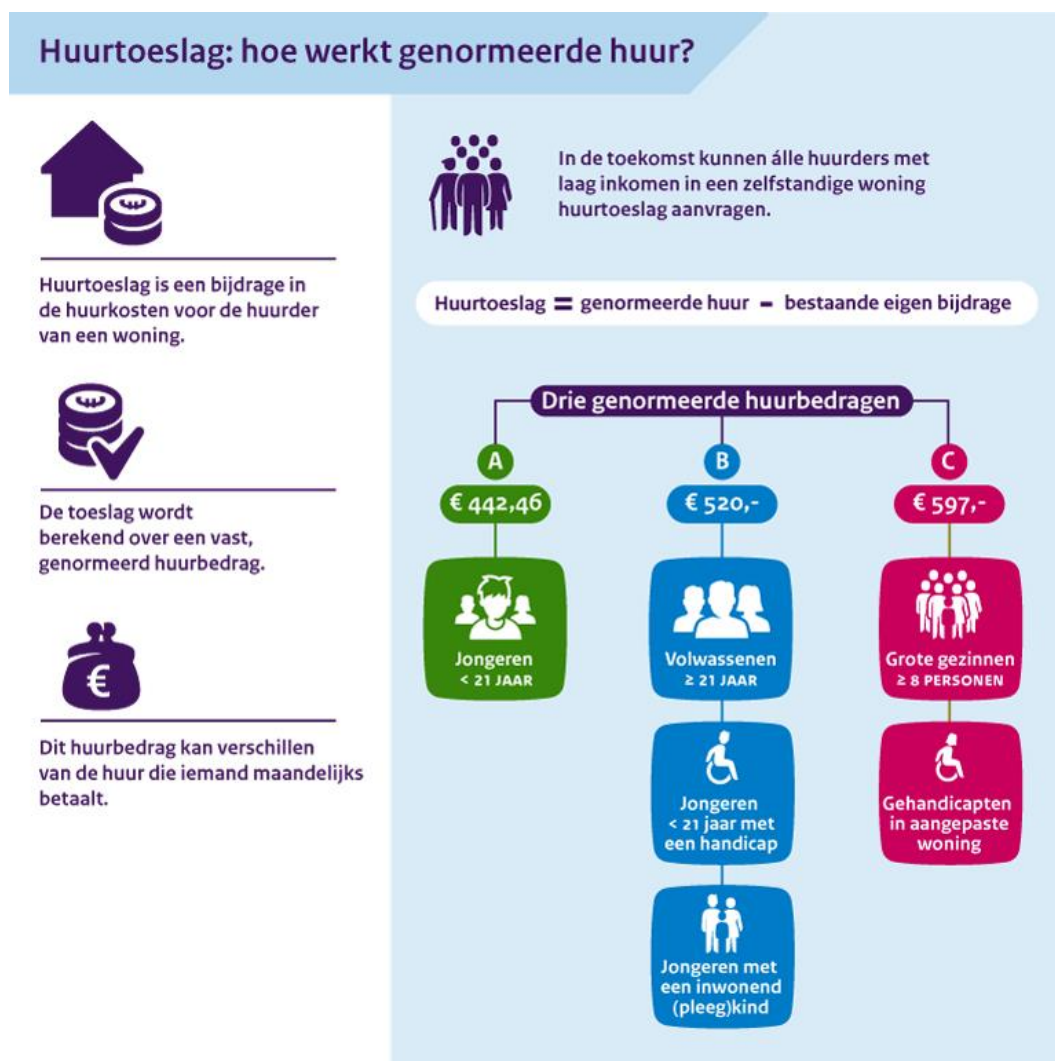 Huurtoeslag: hoe werkt genormeerde huur?
Huurtoeslag is een bijdrage in
de huurkosten voor de huurder
van een woning.
De toeslag wordt
berekend over een vast,
genormeerd huurbedrag.
€
Dit huurbedrag kan verschillen
van de huur die iemand maandelijks
betaalt.
In de toekomst kunnen álle huurders met
laag inkomen in een zelfstandige woning
huurtoeslag aanvragen.
Huurtoeslag = genormeerde huur - bestaande eigen bijdrage
Drie genormeerde huurbedragen
A
€ 442,46
Jongeren
< 21 JAAR
B
€ 520,-
Volwassenen
≥ 21 JAAR
Jongeren
< 21 jaar met
een handicap
Jongeren met
een inwonend
(pleeg)kind
C
€ 597,-
Grote gezinnen
≥ 8 PERSONEN
Gehandicapten
in aangepaste
woning